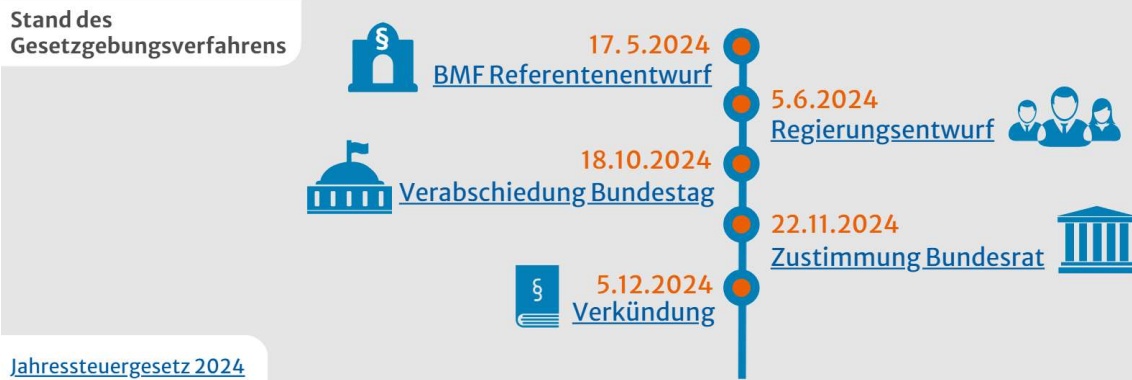 Stand des
Gesetzgebungsverfahrens
§
17. 5.2024
BMF Referentenentwurf
5.6.2024
Regierungsentwurf
18.10.2024
Verabschiedung Bundestag
22.11.2024
Zustimmung Bundesrat
§
5.12.2024
Verkündung
Jahressteuergesetz 2024